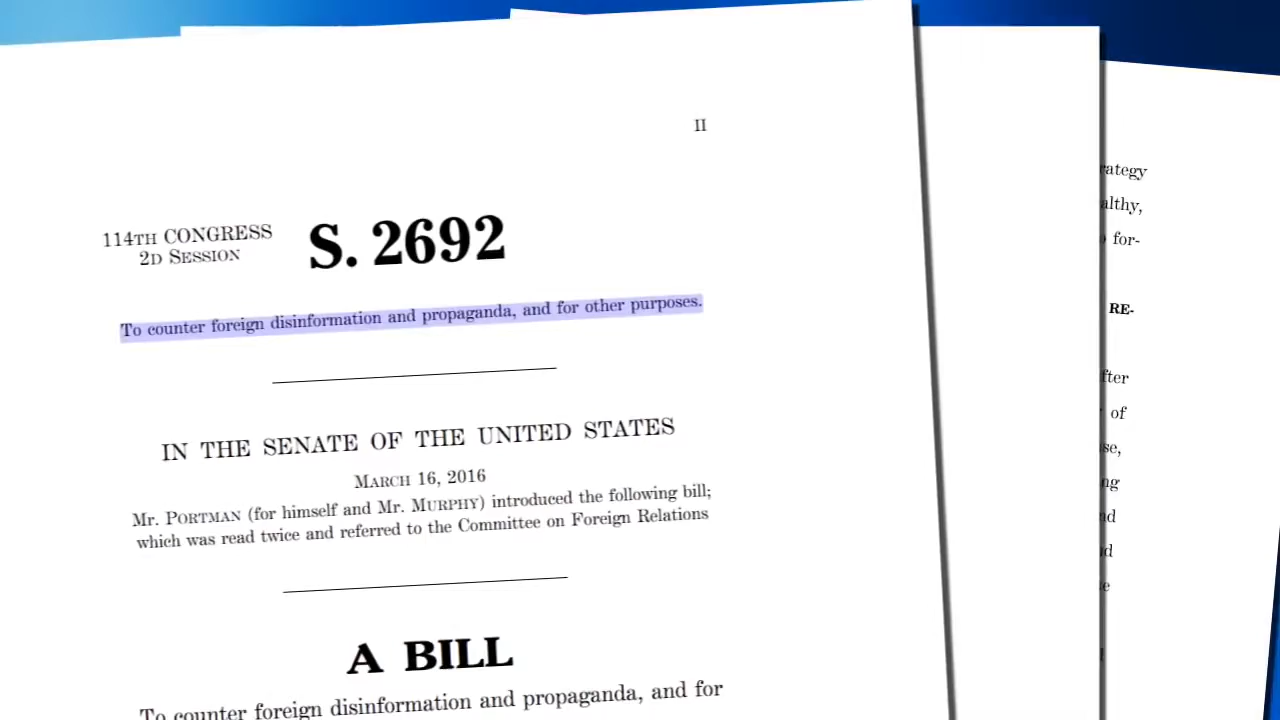 II
114TH CONGRESS
2D SESSION
S. 2692
To counter foreign disinformation and propaganda, and for other purposes.
IN THE SENATE OF THE UNITED STATES
MARCH 16, 2016
Mr. PORTMAN (for himself and Mr. MURPHY) introduced the following bill;
which was read twice and referred to the Committee on Foreign Relations
A BILL
To counter foreign disinformation and propaganda, and for
rategy
althy,
for-
RE-
fter
of
se,
ng